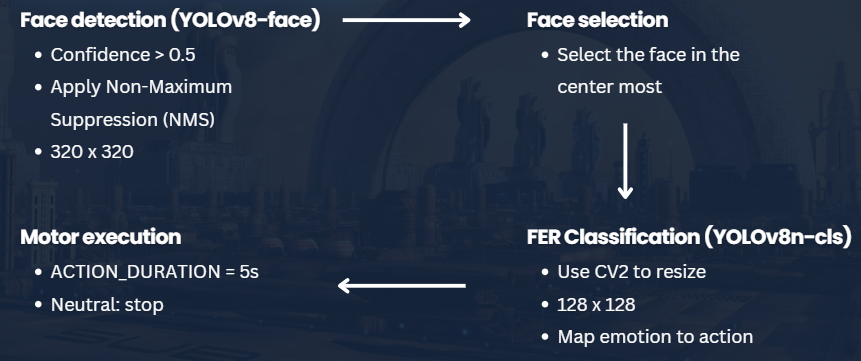 Face detection (YOLOv8-face)
• Confidence > 0.5
• Apply Non-Maximum
Suppression (NMS)
• 320 x 320
Face selection
• Select the face in the
center most
FER Classification (YOLOv8n-cls)
• Use CV2 to resize
• 128 x 128
• Map emotion to action
Motor execution
• ACTION_DURATION = 5s
• Neutral: stop